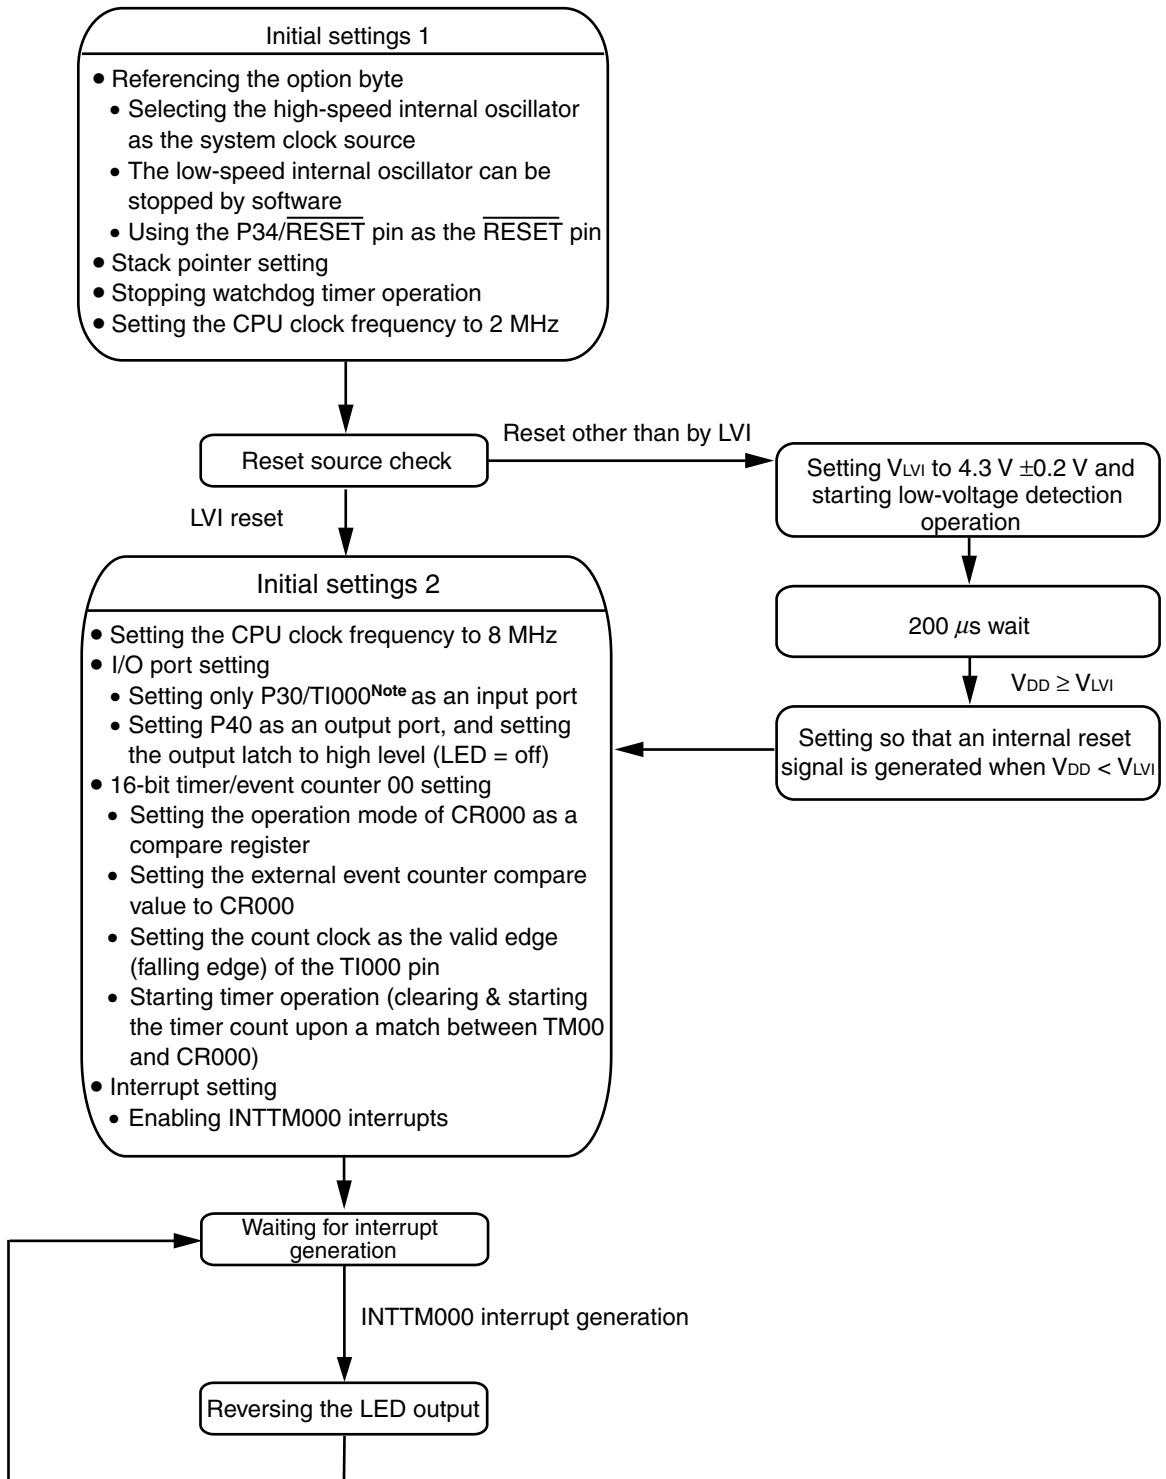 Initial settings 1
● Referencing the option byte
• Selecting the high-speed internal oscillator
as the system clock source
• The low-speed internal oscillator can be
stopped by software
• Using the P34/RESET pin as the RESET pin
● Stack pointer setting
● Stopping watchdog timer operation
● Setting the CPU clock frequency to 2 MHz
Reset source check
Reset other than by LVI
LVI reset
Setting VLVI to 4.3 V ±0.2 V and
starting low-voltage detection
operation
200 μs wait
VDD ≥ VLVI
Setting so that an internal reset
signal is generated when VDD < VLVI
Initial settings 2
● Setting the CPU clock frequency to 8 MHz
● I/O port setting
• Setting only P30/TI000Note as an input port
• Setting P40 as an output port, and setting
the output latch to high level (LED = off)
● 16-bit timer/event counter 00 setting
• Setting the operation mode of CR000 as a
compare register
• Setting the external event counter compare
value to CR000
• Setting the count clock as the valid edge
(falling edge) of the TI000 pin
• Starting timer operation (clearing & starting
the timer count upon a match between TM00
and CR000)
● Interrupt setting
• Enabling INTTM000 interrupts
Waiting for interrupt
generation
INTTM000 interrupt generation
Reversing the LED output